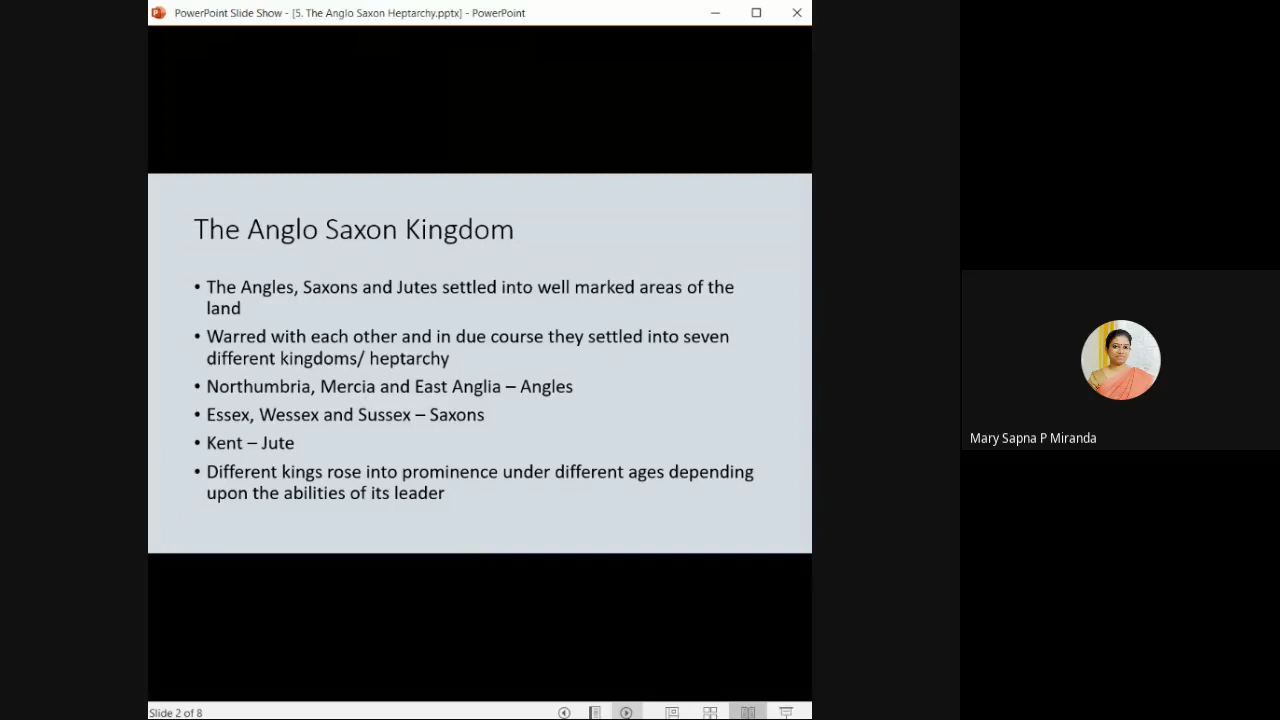 PowerPoint Slide Show - [5. The Anglo Saxon Heptarchy.pptx] - PowerPoint
The Anglo Saxon Kingdom
• The Angles, Saxons and Jutes settled into well marked areas of the
land
• Warred with each other and in due course they settled into seven
different kingdoms/ heptarchy
• Northumbria, Mercia and East Anglia – Angles
• Essex, Wessex and Sussex – Saxons
• Kent – Jute
• Different kings rose into prominence under different ages depending
upon the abilities of its leader
Mary Sapna P Miranda
Slide 2 of 8